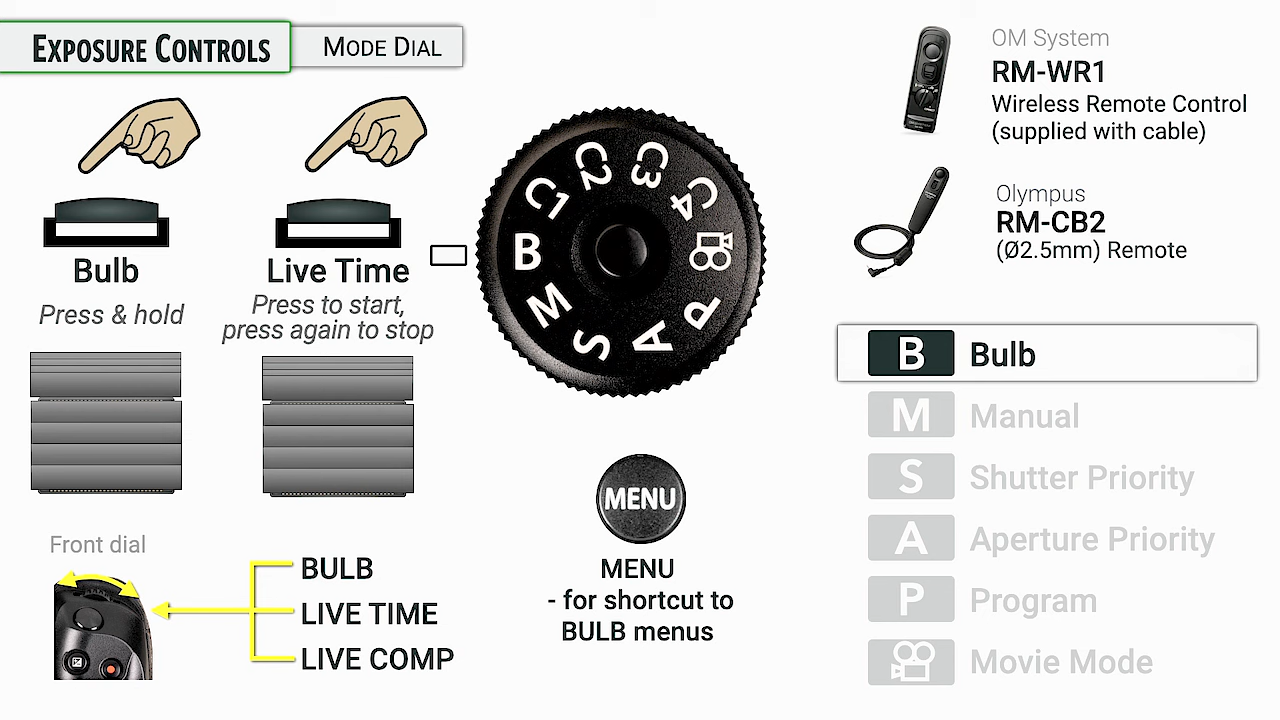 EXPOSURE CONTROLS
MODE DIAL
Bulb
Press & hold
Live Time
Press to start,
press again to stop
B
C1
C2
C3
C4
P
A
S
M
MENU
MENU
- for shortcut to
BULB menus
Front dial
BULB
LIVE TIME
LIVE COMP
OM System
RM-WR1
Wireless Remote Control
(supplied with cable)
Olympus
RM-CB2
(Ø2.5mm) Remote
B Bulb
M Manual
S Shutter Priority
A Aperture Priority
P Program
Movie Mode